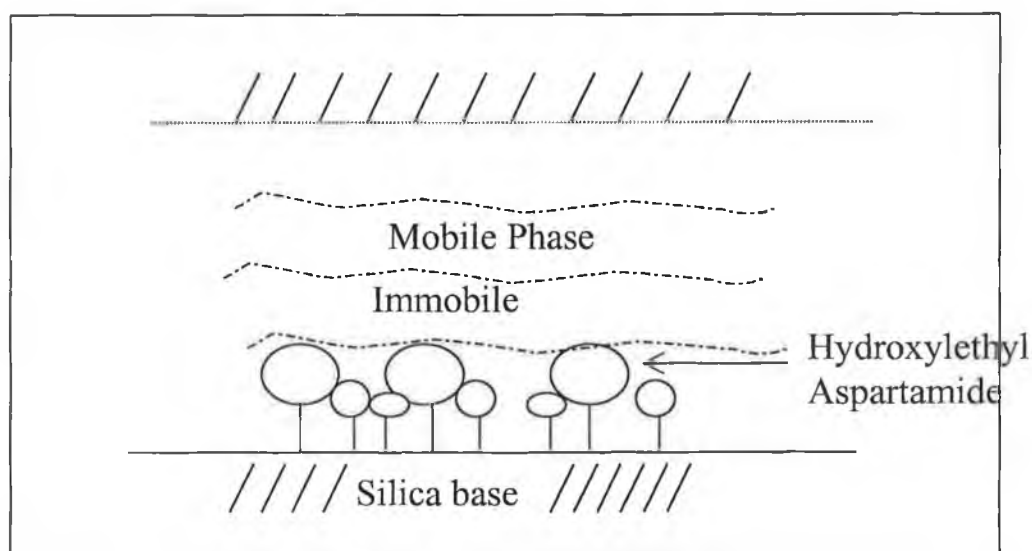 Mobile Phase
Immobile
Hydroxylethyl
Aspartamide
Silica base